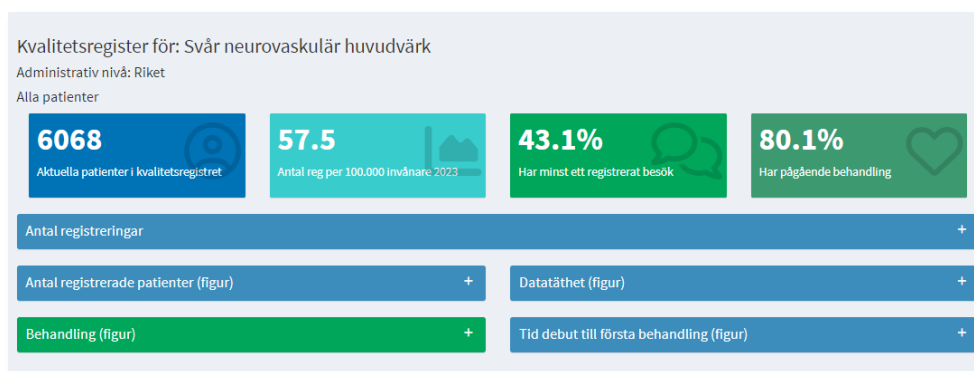 Kvalitetsregister för: Svår neurovaskulär huvudvärk
Administrativ nivå: Riket
Alla patienter
6068
Aktuella patienter i kvalitetsregistret
57.5
Antal reg per 100.000 invånare 2023
43.1%
Har minst ett registrerat besök
80.1%
Har pågående behandling
Antal registreringar +
Antal registrerade patienter (figur) +
Datatäthet (figur) +
Behandling (figur) +
Tid debut till första behandling (figur) +